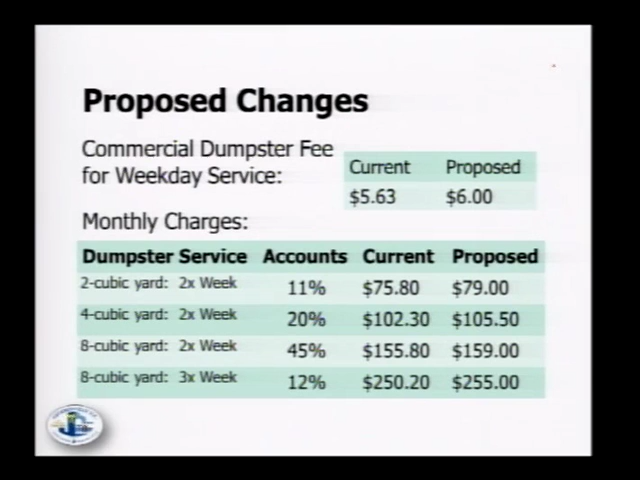 Proposed Changes
Commercial Dumpster Fee
for Weekday Service:
Current Proposed
$5.63 $6.00
Monthly Charges:
Dumpster Service Accounts Current Proposed
2-cubic yard: 2x Week 11% $75.80 $79.00
4-cubic yard: 2x Week 20% $102.30 $105.50
8-cubic yard: 2x Week 45% $155.80 $159.00
8-cubic yard: 3x Week 12% $250.20 $255.00